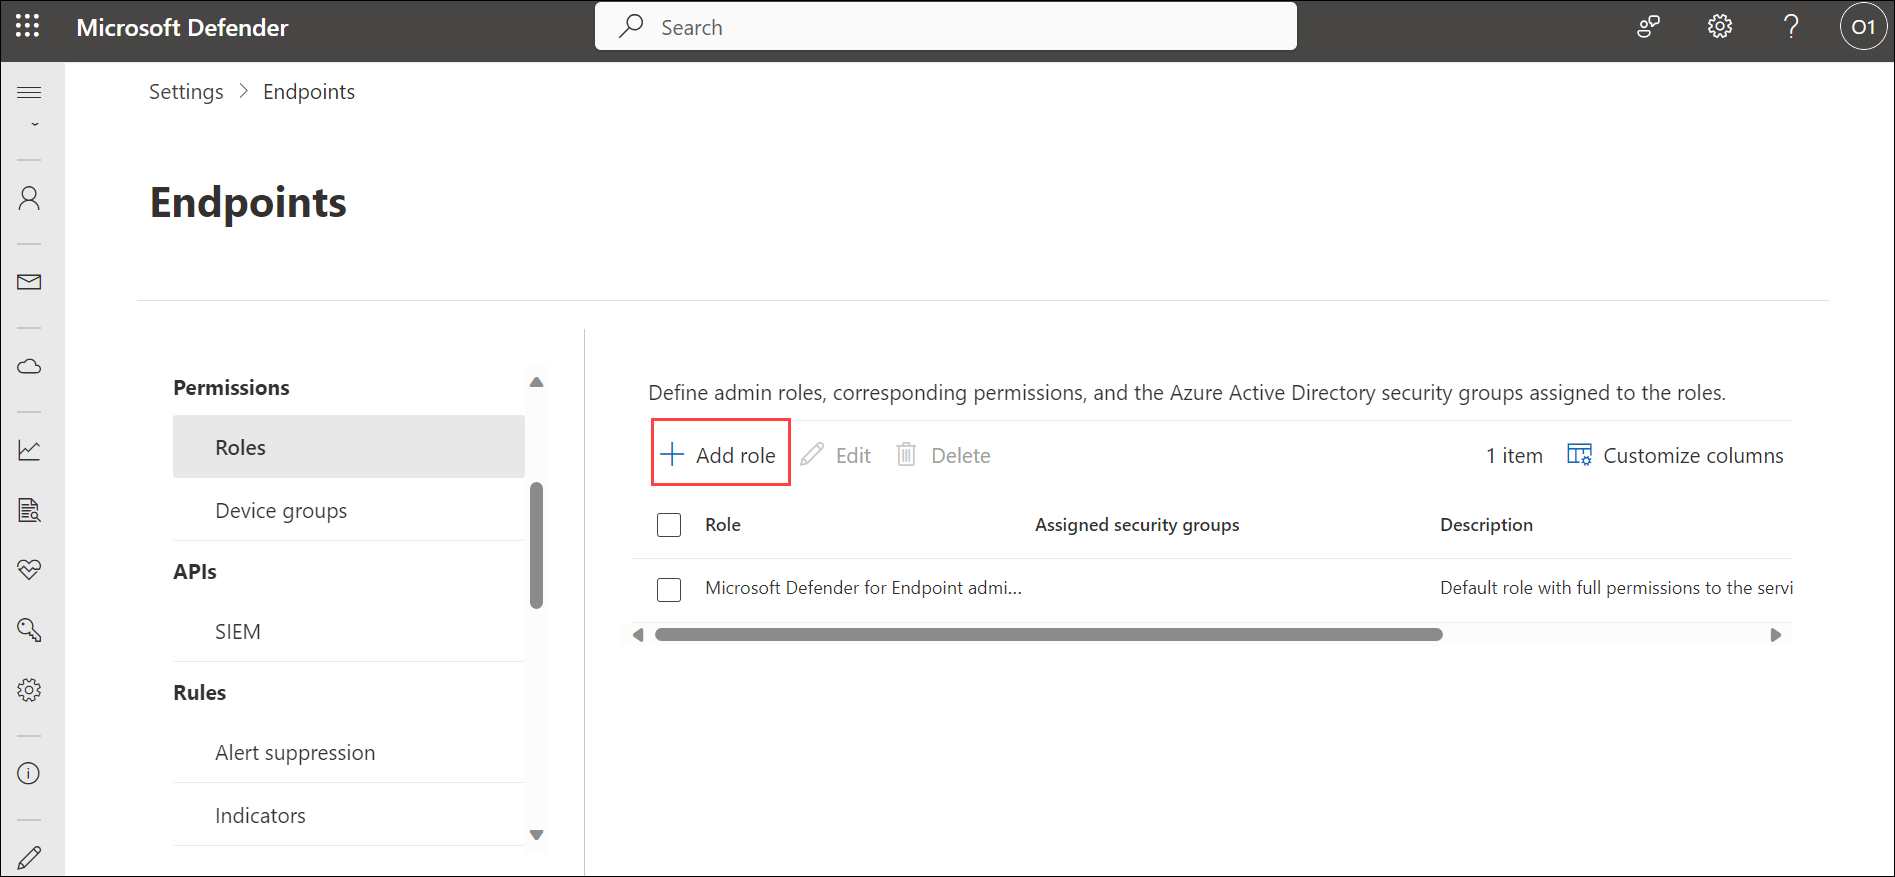 Microsoft Defender
Search
O1
Settings > Endpoints
Endpoints
Permissions
Roles
Device groups
APIs
SIEM
Rules
Alert suppression
Indicators
Define admin roles, corresponding permissions, and the Azure Active Directory security groups assigned to the roles.
Add role Edit Delete 1 item Customize columns
Role Assigned security groups Description
Microsoft Defender for Endpoint admi... Default role with full permissions to the servi